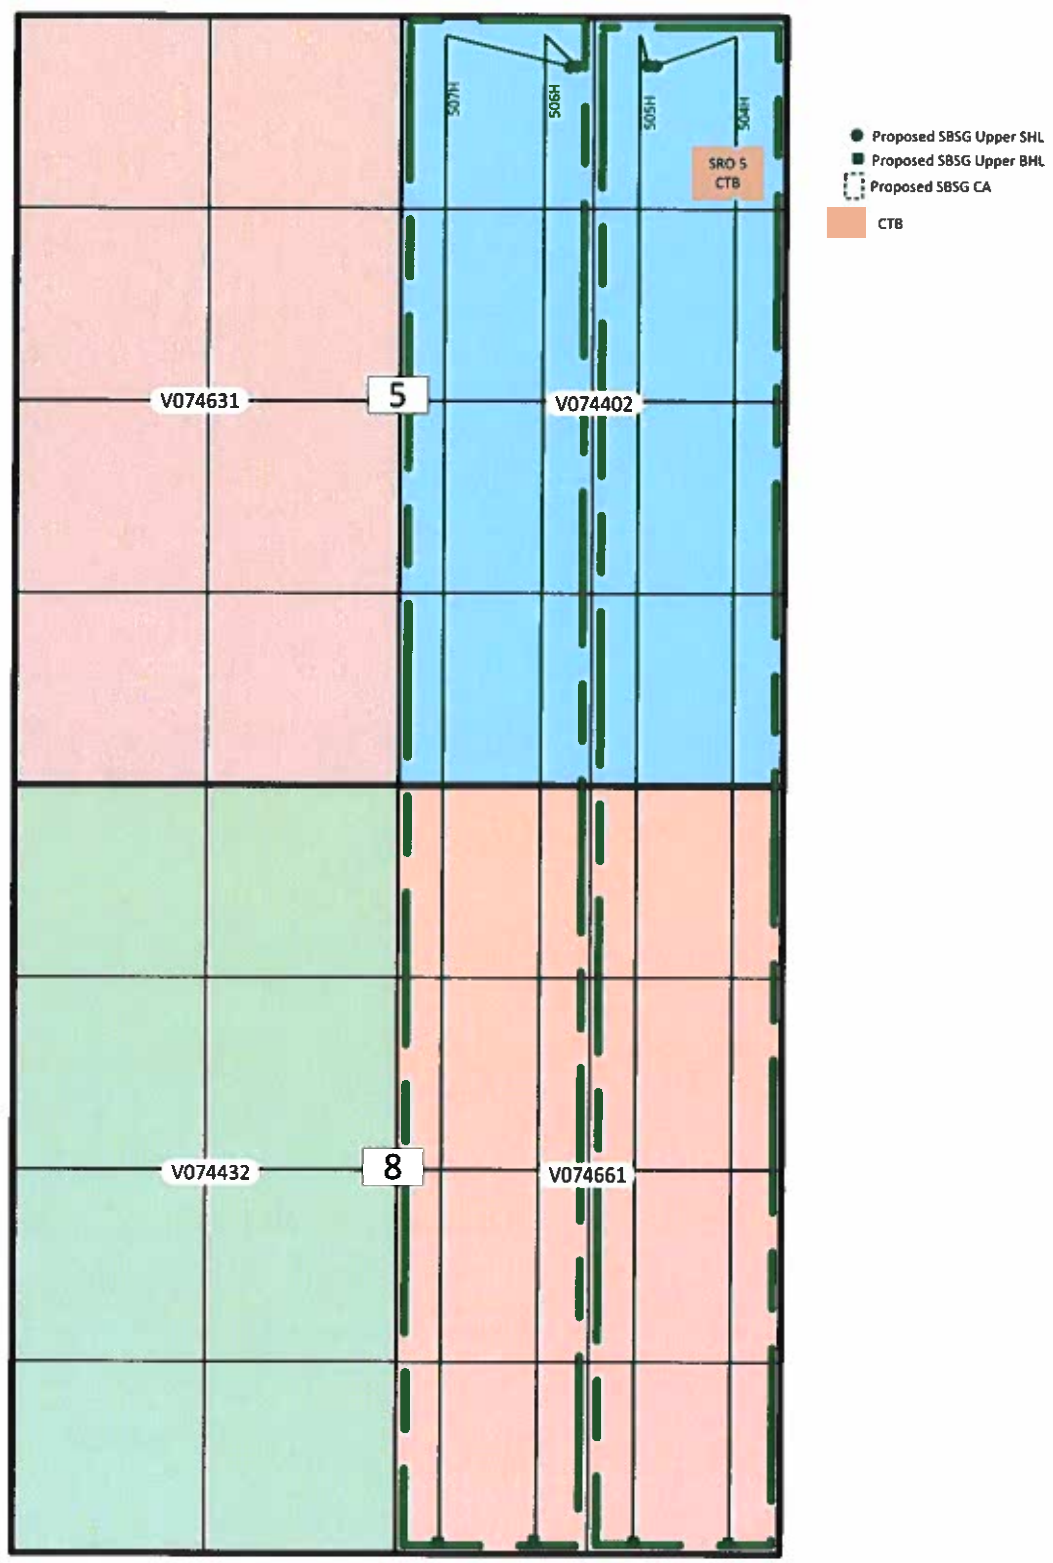 507H
506H
505H
504H
SRO 5
CTB
Proposed SBSG Upper SHL
Proposed SBSG Upper BHL
Proposed SBSG CA
CTB
V074631
5
V074402
V074432
8
V074661